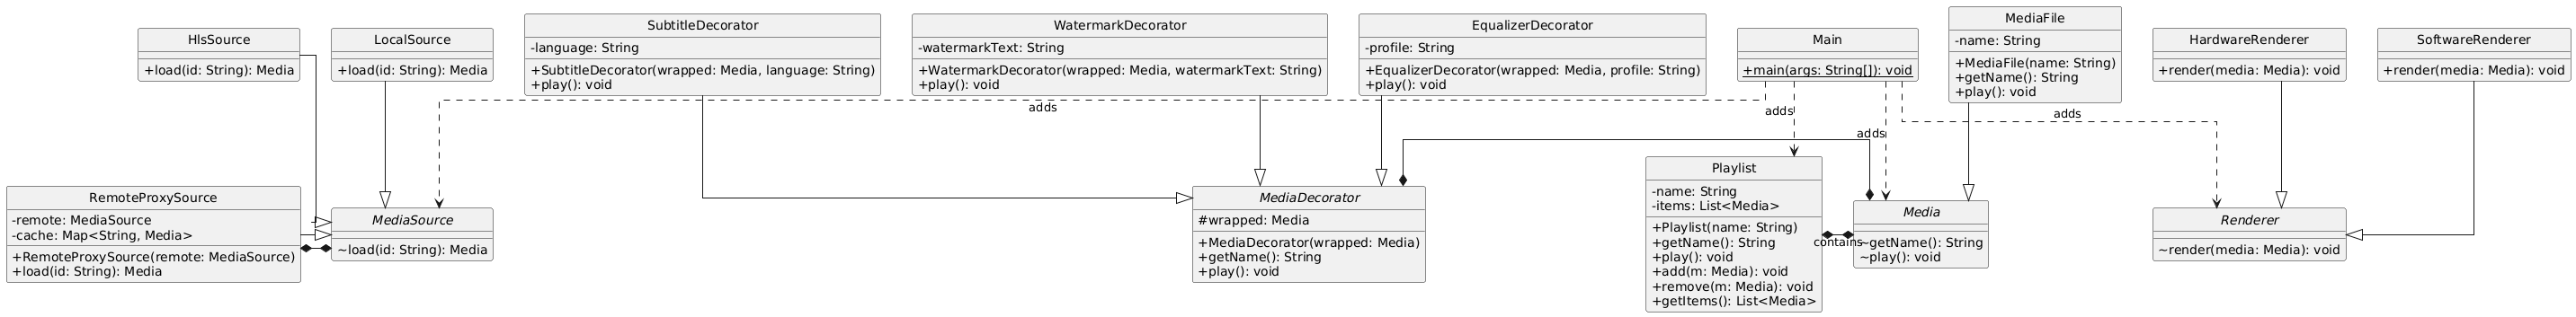 HlsSource
+load(id: String): Media
LocalSource
+load(id: String): Media
SubtitleDecorator
-language: String
+SubtitleDecorator(wrapped: Media, language: String)
+play(): void
WatermarkDecorator
-watermarkText: String
+WatermarkDecorator(wrapped: Media, watermarkText: String)
+play(): void
EqualizerDecorator
-profile: String
+EqualizerDecorator(wrapped: Media, profile: String)
+play(): void
Main
+main(args: String[]): void
MediaFile
-name: String
+MediaFile(name: String)
+getName(): String
+play(): void
HardwareRenderer
+render(media: Media): void
SoftwareRenderer
+render(media: Media): void
adds
adds
adds
adds
RemoteProxySource
-remote: MediaSource
-cache: Map<String, Media>
+RemoteProxySource(remote: MediaSource)
+load(id: String): Media
MediaSource
~load(id: String): Media
MediaDecorator
#wrapped: Media
+MediaDecorator(wrapped: Media)
+getName(): String
+play(): void
Playlist
-name: String
-items: List<Media>
+Playlist(name: String)
+getName(): String
+play(): void
+add(m: Media): void
+remove(m: Media): void
+getItems(): List<Media>
contains
Media
~getName(): String
~play(): void
Renderer
~render(media: Media): void